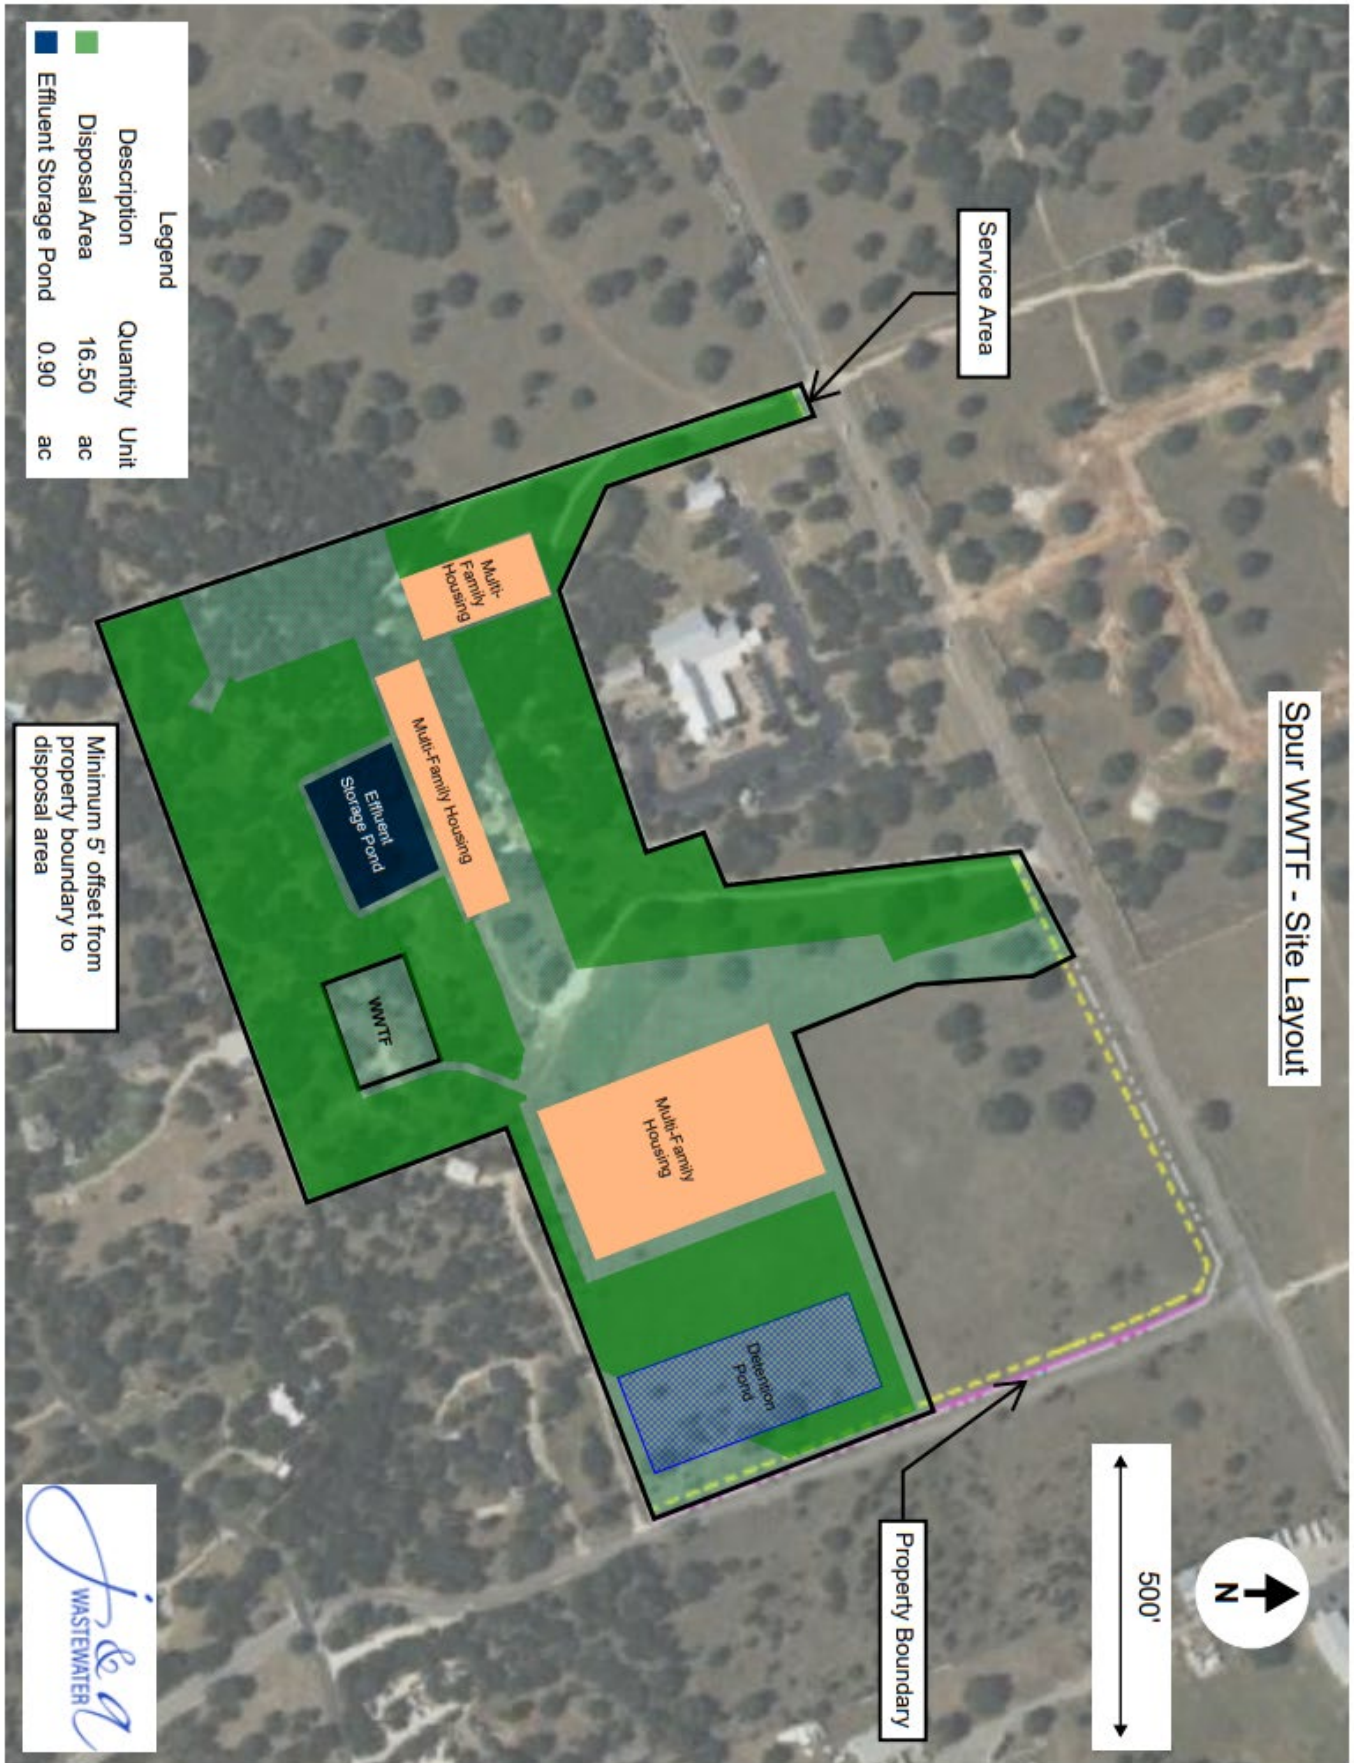 Spur WWTF - Site Layout
Service Area
N
500'
Property Boundary
Multi-
Family
Housing
Multi-Family Housing
Effluent
Storage Pond
WWTF
Multi-Family
Housing
Detention
Pond
Legend
Description Quantity Unit
Disposal Area 16.50 ac
Effluent Storage Pond 0.90 ac
Minimum 5' offset from
property boundary to
disposal area
j & a
WASTEWATER